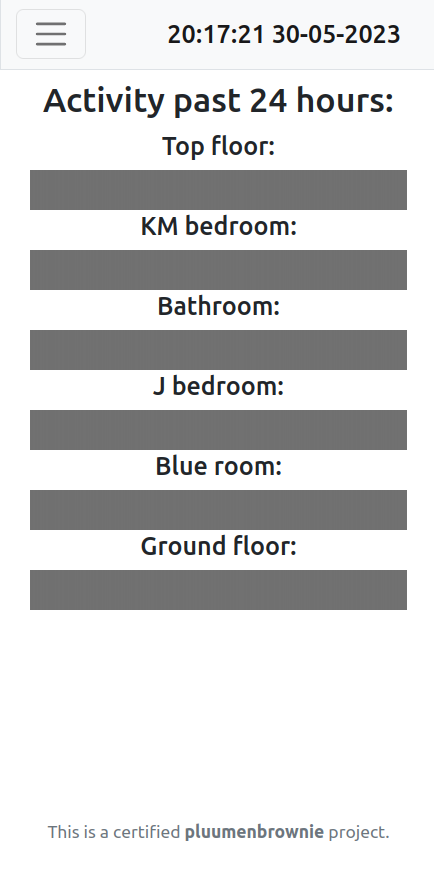 20:17:21 30-05-2023
Activity past 24 hours:
Top floor:
KM bedroom:
Bathroom:
J bedroom:
Blue room:
Ground floor:
This is a certified pluumenbrownie project.